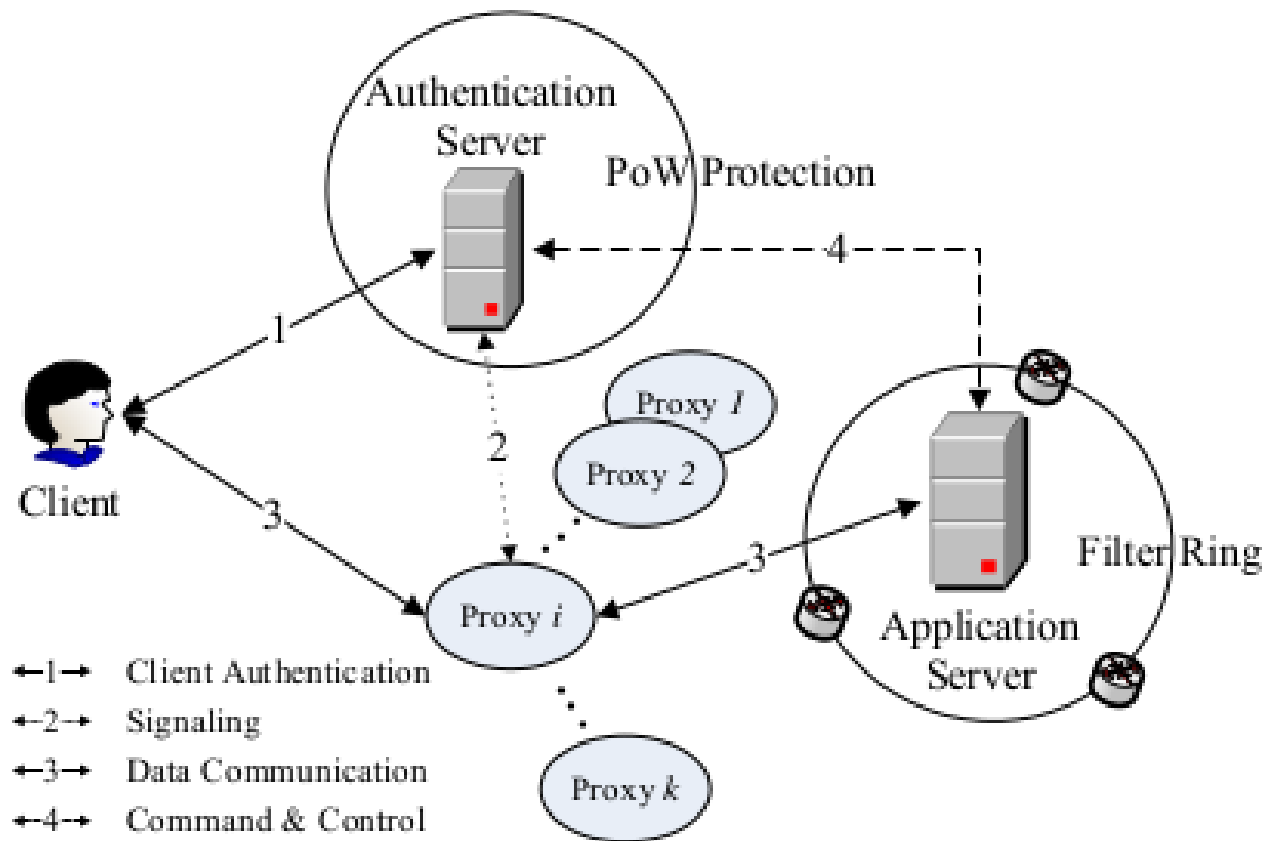 Authentication
Server
PoW Protection
4
1
Client
Proxy 1
2
Proxy 2
3
3
Filter Ring
Proxy i
Application
Server
1 Client Authentication
2 Signaling
3 Data Communication
4 Command & Control
Proxy k